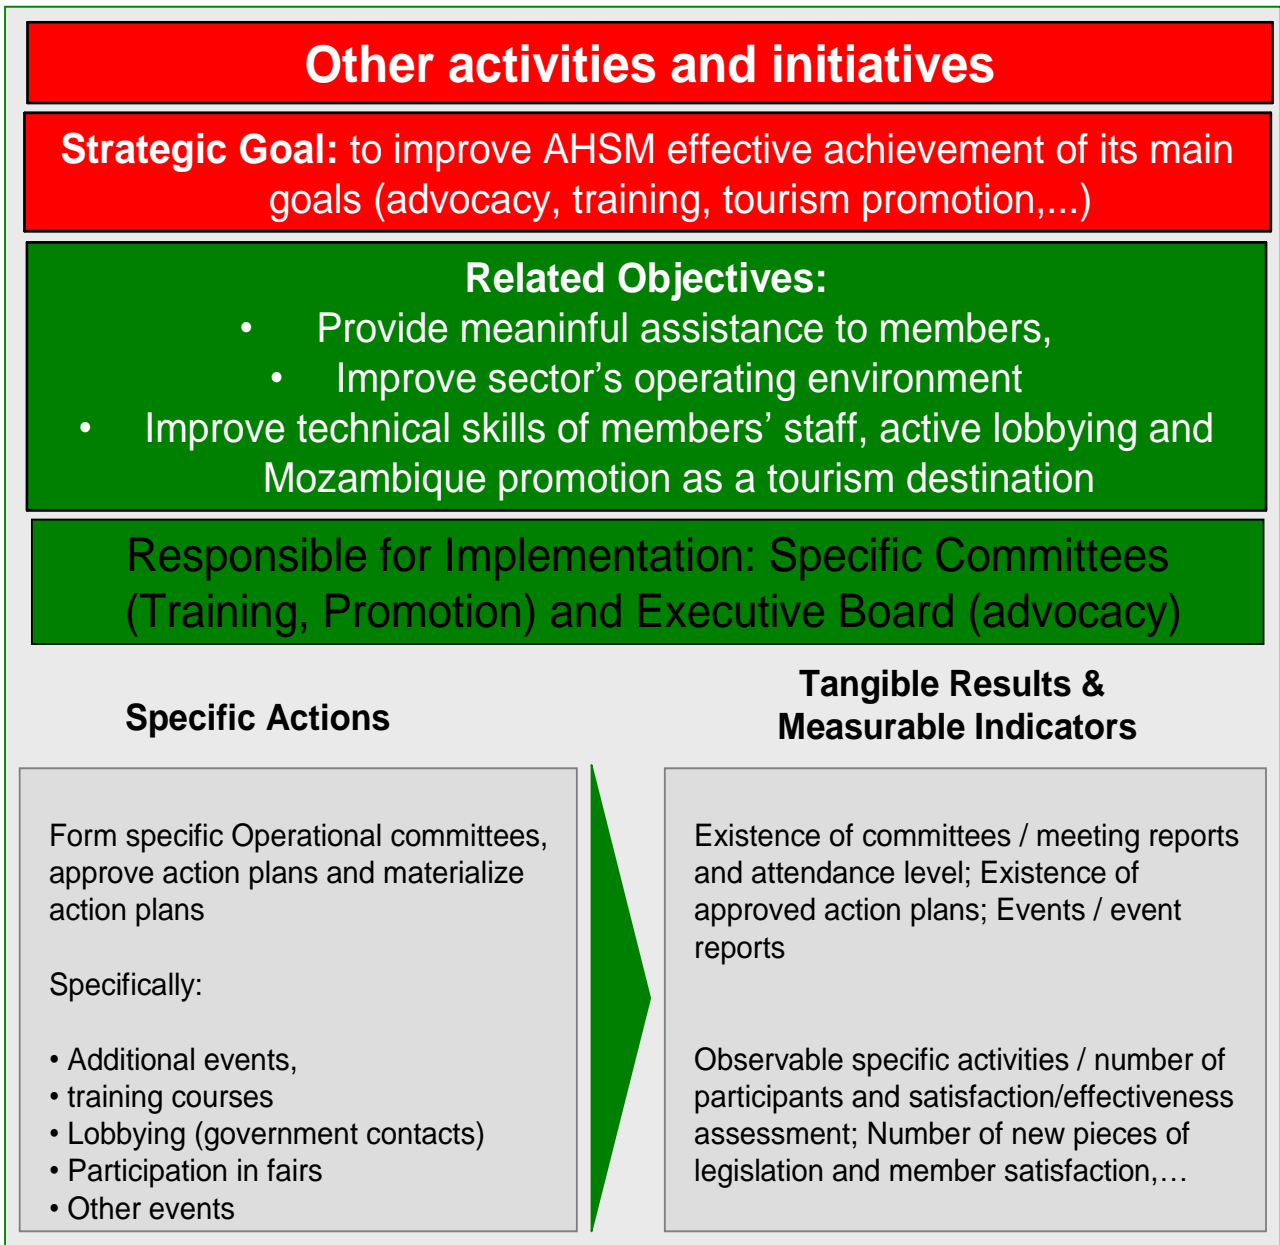 Other activities and initiatives
Strategic Goal: to improve AHSM effective achievement of its main
goals (advocacy, training, tourism promotion,...)
Related Objectives:
• Provide meaninful assistance to members,
• Improve sector’s operating environment
• Improve technical skills of members’ staff, active lobbying and
Mozambique promotion as a tourism destination
Responsible for Implementation: Specific Committees
(Training, Promotion) and Executive Board (advocacy)
Specific Actions
Form specific Operational committees,
approve action plans and materialize
action plans
Specifically:
• Additional events,
• training courses
• Lobbying (government contacts)
• Participation in fairs
• Other events
Tangible Results &
Measurable Indicators
Existence of committees / meeting reports
and attendance level; Existence of
approved action plans; Events / event
reports
Observable specific activities / number of
participants and satisfaction/effectiveness
assessment; Number of new pieces of
legislation and member satisfaction,…